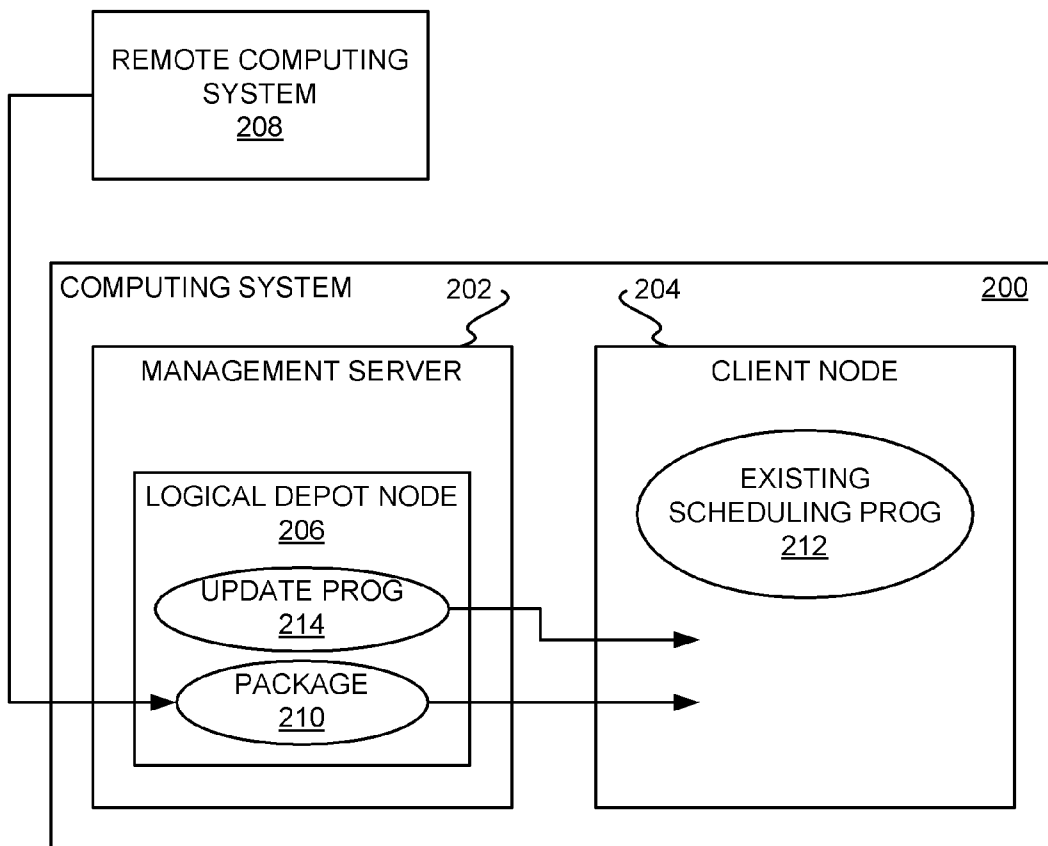 REMOTE COMPUTING
SYSTEM
208
COMPUTING SYSTEM
202
204
200
MANAGEMENT SERVER
CLIENT NODE
LOGICAL DEPOT NODE
206
UPDATE PROG
214
PACKAGE
210
EXISTING
SCHEDULING PROG
212